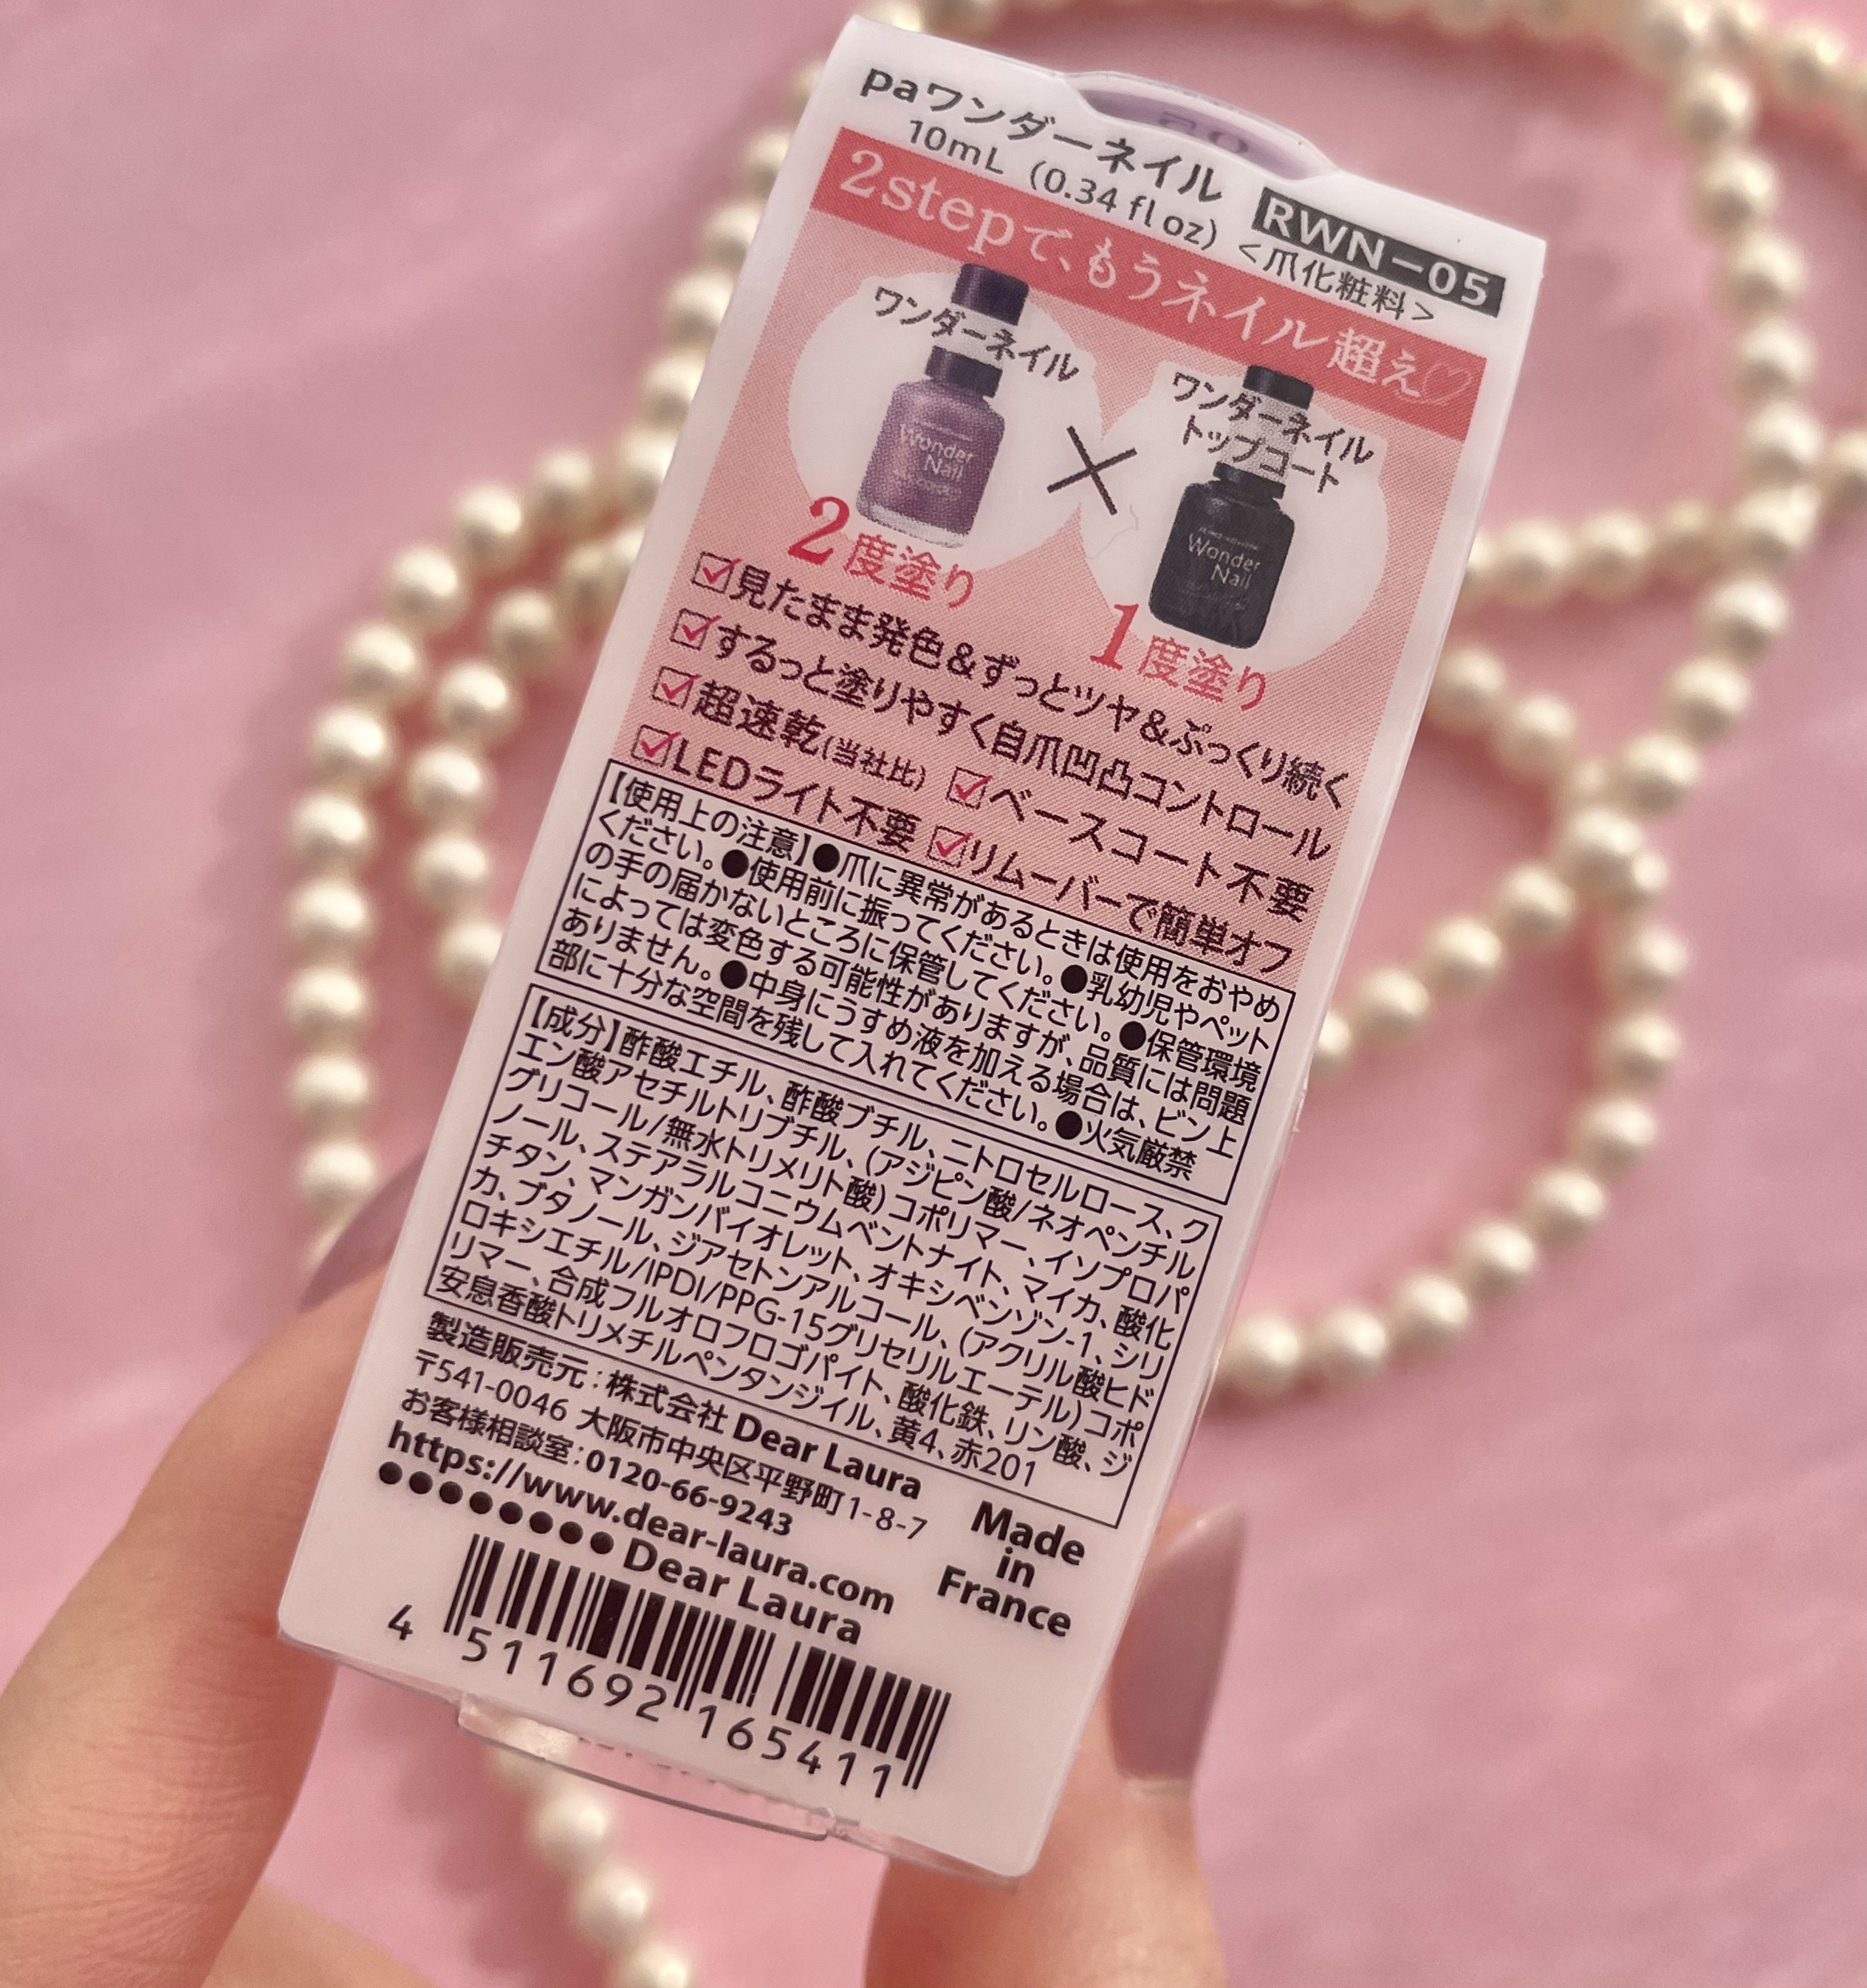 paワンダーネイル RWN-05
10mL (0.34 fl oz) <爪化粧料>
2stepで、もうネイル超え♡
ワンダーネイル
Wonder
Nail
2度塗り
×
ワンダーネイル
トップコート
Wonder
Nail
1度塗り
見たまま発色&ずっとツヤ&ぷっくり続く
するっと塗りやすく自爪凹凸コントロール
超速乾(当社比) ベースコート不要
LEDライト不要 リムーバーで簡単オフ
【使用上の注意】●爪に異常があるときは使用をおやめ
ください。●使用前に振ってください。●乳幼児やペット
の手の届かないところに保管してください。●保管環境
によっては変色する可能性がありますが、品質には問題
ありません。●中身にうすめ液を加える場合は、ビン上
部に十分な空間を残して入れてください。●火気厳禁
【成分】酢酸エチル、酢酸ブチル、ニトロセルロース、ク
エン酸アセチルトリブチル、(アジピン酸/ネオペンチル
グリコール/無水トリメリト酸)コポリマー、イソプロパ
ノール、ステアラルコニウムベントナイト、マイカ、酸化
チタン、マンガンバイオレット、オキシベンゾン-1、シリ
カ、ブタノール、ジアセトンアルコール、(アクリル酸ヒド
ロキシエチル/IPDI/PPG-15グリセリルエーテル)コポ
リマー、合成フルオロフロゴパイト、酸化鉄、リン酸、ジ
安息香酸トリメチルペンタンジイル、黄4、赤201
製造販売元:株式会社 Dear Laura
〒541-0046 大阪市中央区平野町1-8-7
お客様相談室:0120-66-9243
https://www.dear-laura.com
●●●●●●●● Dear Laura
Made
in
France
4 511692 165411